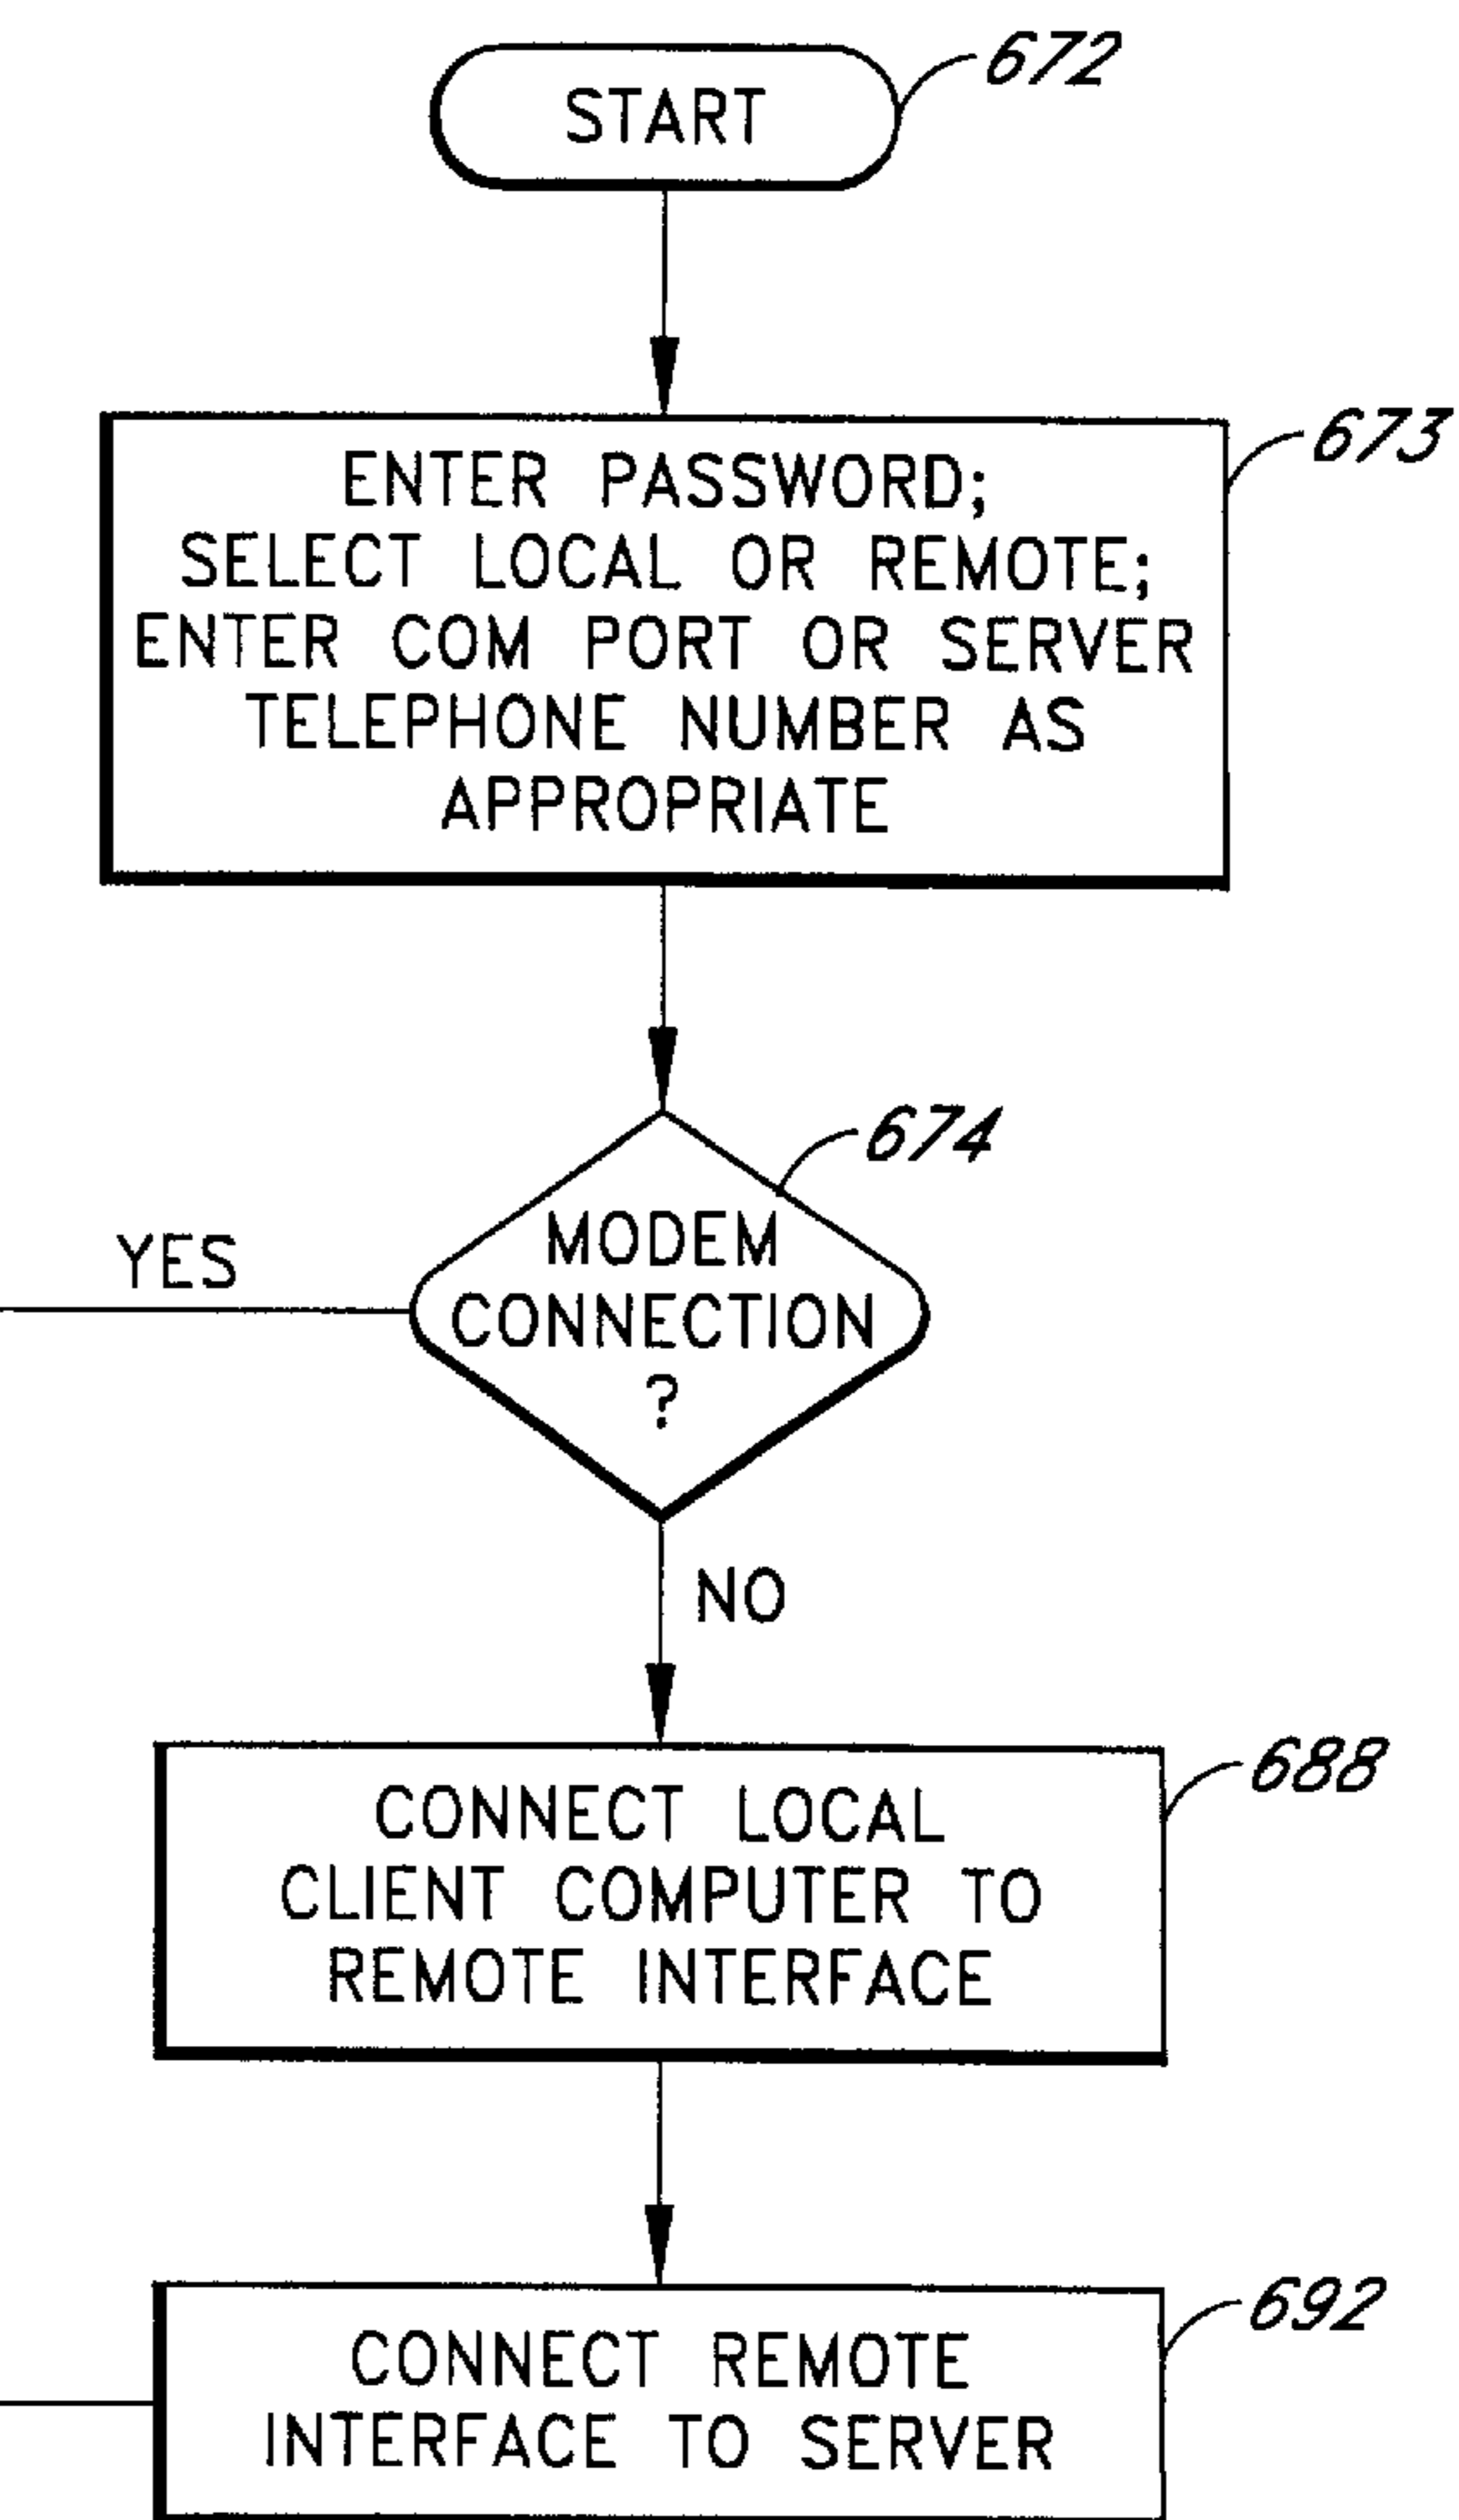 START
672
ENTER PASSWORD;
SELECT LOCAL OR REMOTE;
ENTER COM PORT OR SERVER
TELEPHONE NUMBER AS
APPROPRIATE
673
MODEM
CONNECTION
?
674
YES
NO
CONNECT LOCAL
CLIENT COMPUTER TO
REMOTE INTERFACE
688
CONNECT REMOTE
INTERFACE TO SERVER
692